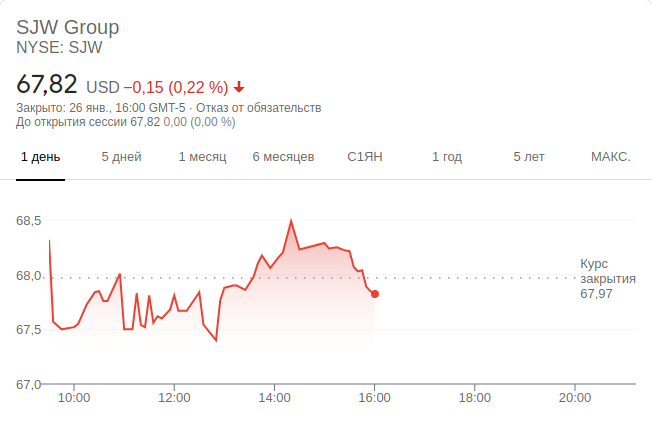 SJW Group
NYSE: SJW
67,82 USD −0,15 (0,22 %)
Закрыто: 26 янв., 16:00 GMT-5 · Отказ от обязательств
До открытия сессии 67,82 0,00 (0,00 %)
1 день 5 дней 1 месяц 6 месяцев С1ЯН 1 год 5 лет МАКС.
68,5
68,0
67,5
67,0
Курс
закрытия
67,97
10:00 12:00 14:00 16:00 18:00 20:00